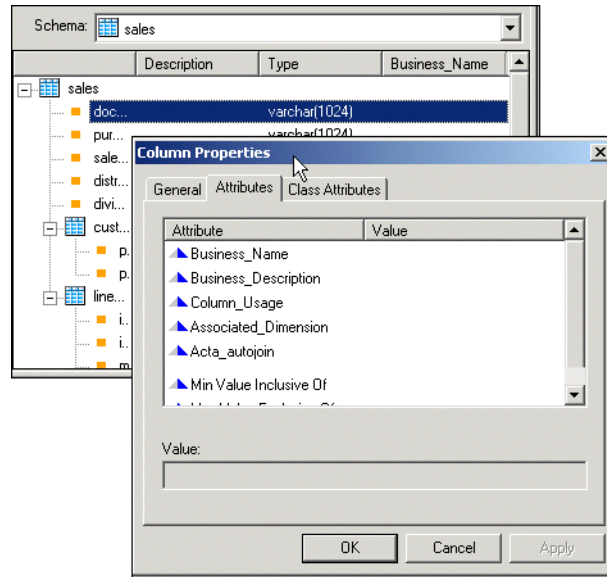 Schema: sales
Description Type Business_Name
sales
doc... varchar(1024)
pur... varchar(1024)
sale...
distr...
divi...
cust...
p.
p.
line...
i..
i..
m
Column Properties
General Attributes Class Attributes
Attribute Value
Business_Name
Business_Description
Column_Usage
Associated_Dimension
Acta_autojoin
Min Value Inclusive Of
Value:
OK Cancel Apply